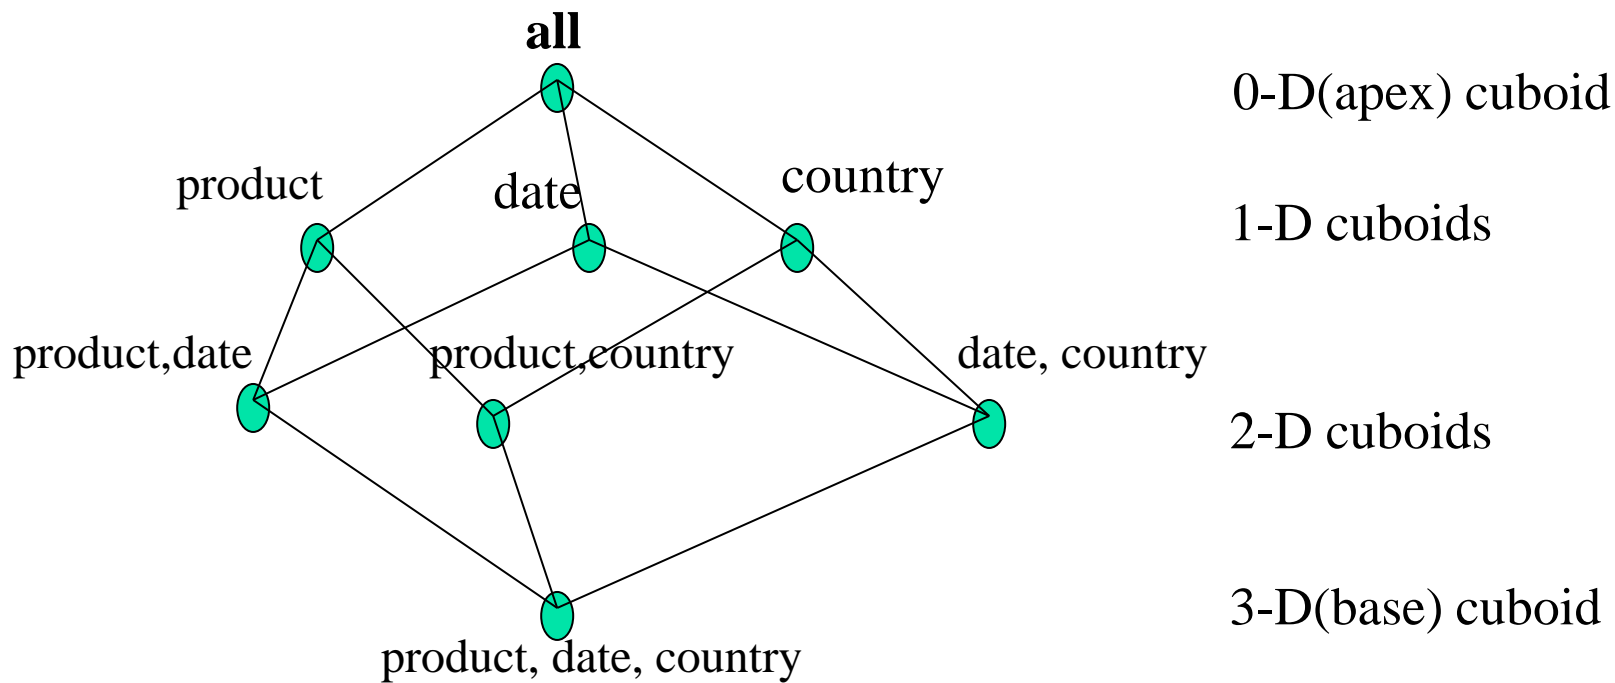 all
0-D(apex) cuboid
product
date
country
1-D cuboids
product,date
product,country
date, country
2-D cuboids
3-D(base) cuboid
product, date, country